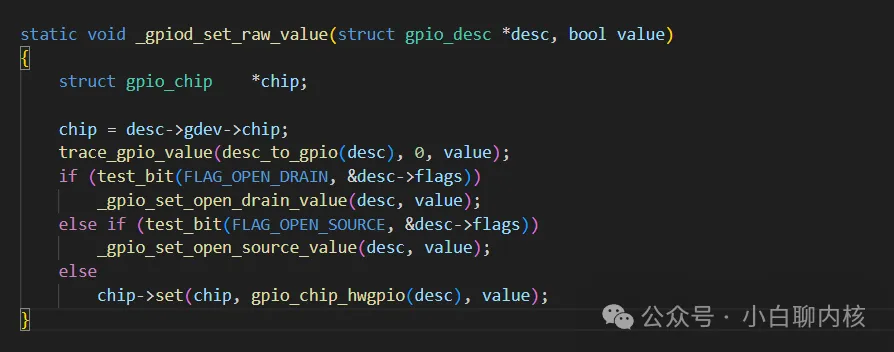 static void _gpiod_set_raw_value(struct gpio_desc *desc, bool value)
{
    struct gpio_chip    *chip;

    chip = desc->gdev->chip;
    trace_gpio_value(desc_to_gpio(desc), 0, value);
    if (test_bit(FLAG_OPEN_DRAIN, &desc->flags))
        _gpio_set_open_drain_value(desc, value);
    else if (test_bit(FLAG_OPEN_SOURCE, &desc->flags))
        _gpio_set_open_source_value(desc, value);
    else
        chip->set(chip, gpio_chip_hwgpio(desc), value);
}
公众号 · 小白聊内核